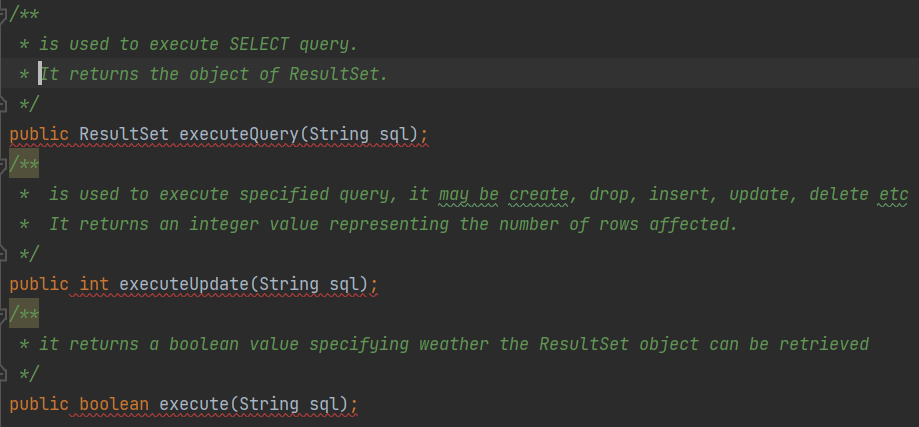 /**
* is used to execute SELECT query.
* It returns the object of ResultSet.
*/
public ResultSet executeQuery(String sql);
/**
*  is used to execute specified query, it may be create, drop, insert, update, delete etc
*  It returns an integer value representing the number of rows affected.
*/
public int executeUpdate(String sql);
/**
* it returns a boolean value specifying weather the ResultSet object can be retrieved
*/
public boolean execute(String sql);